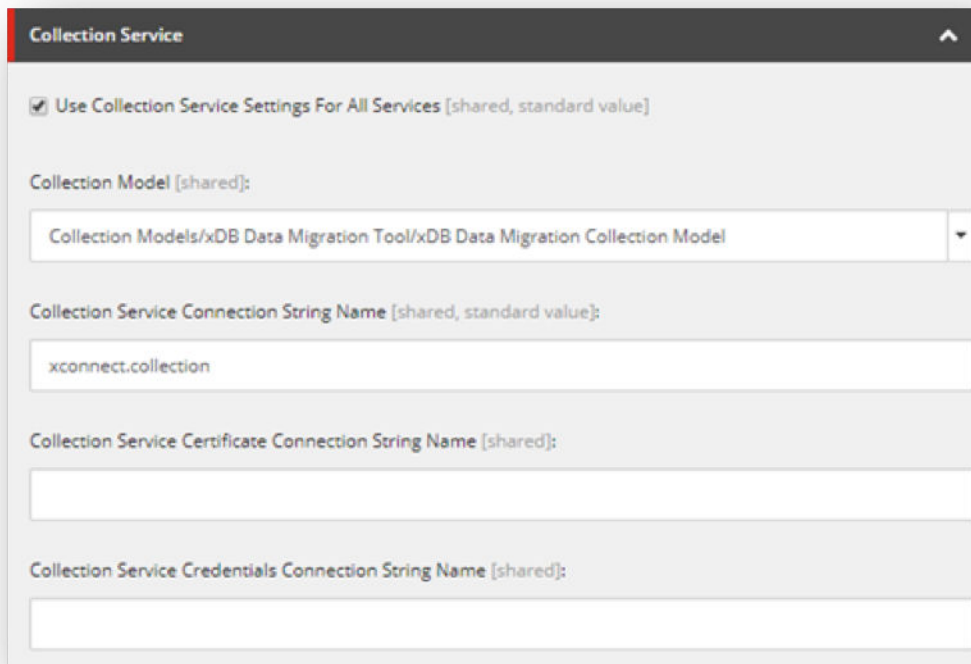 Collection Service
Use Collection Service Settings For All Services [shared, standard value]
Collection Model [shared]:
Collection Models/xDB Data Migration Tool/xDB Data Migration Collection Model
Collection Service Connection String Name [shared, standard value]:
xconnect.collection
Collection Service Certificate Connection String Name [shared]:
Collection Service Credentials Connection String Name [shared]: